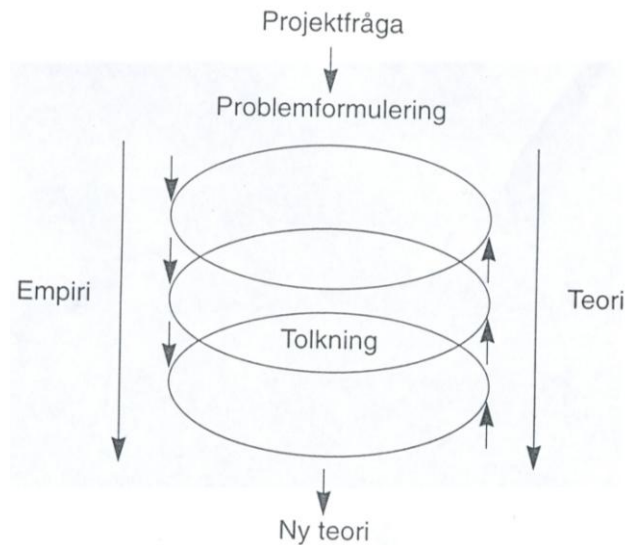 Projektfråga
Problemformulering
Empiri
Teori
Tolkning
Ny teori